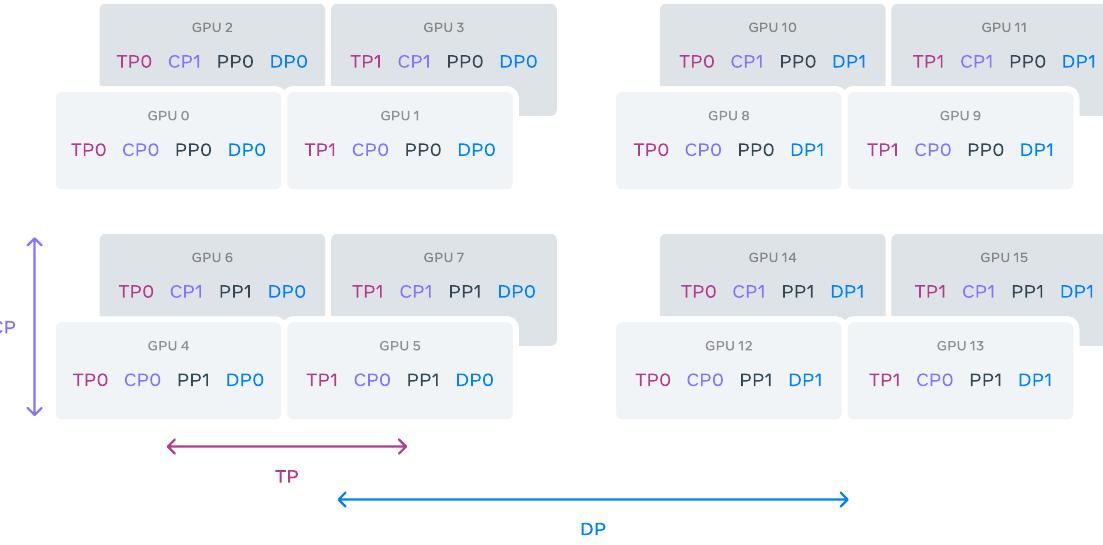 GPU 2 GPU 3 GPU 10 GPU 11
TP0 CP1 PP0 DP0 TP1 CP1 PP0 DP0 TP0 CP1 PP0 DP1 TP1 CP1 PP0 DP1
GPU 0 GPU 1 GPU 8 GPU 9
TP0 CP0 PP0 DP0 TP1 CP0 PP0 DP0 TP0 CP0 PP0 DP1 TP1 CP0 PP0 DP1
GPU 6 GPU 7 GPU 14 GPU 15
TP0 CP1 PP1 DP0 TP1 CP1 PP1 DP0 TP0 CP1 PP1 DP1 TP1 CP1 PP1 DP1
CP
GPU 4 GPU 5 GPU 12 GPU 13
TP0 CP0 PP1 DP0 TP1 CP0 PP1 DP0 TP0 CP0 PP1 DP1 TP1 CP0 PP1 DP1
TP
DP